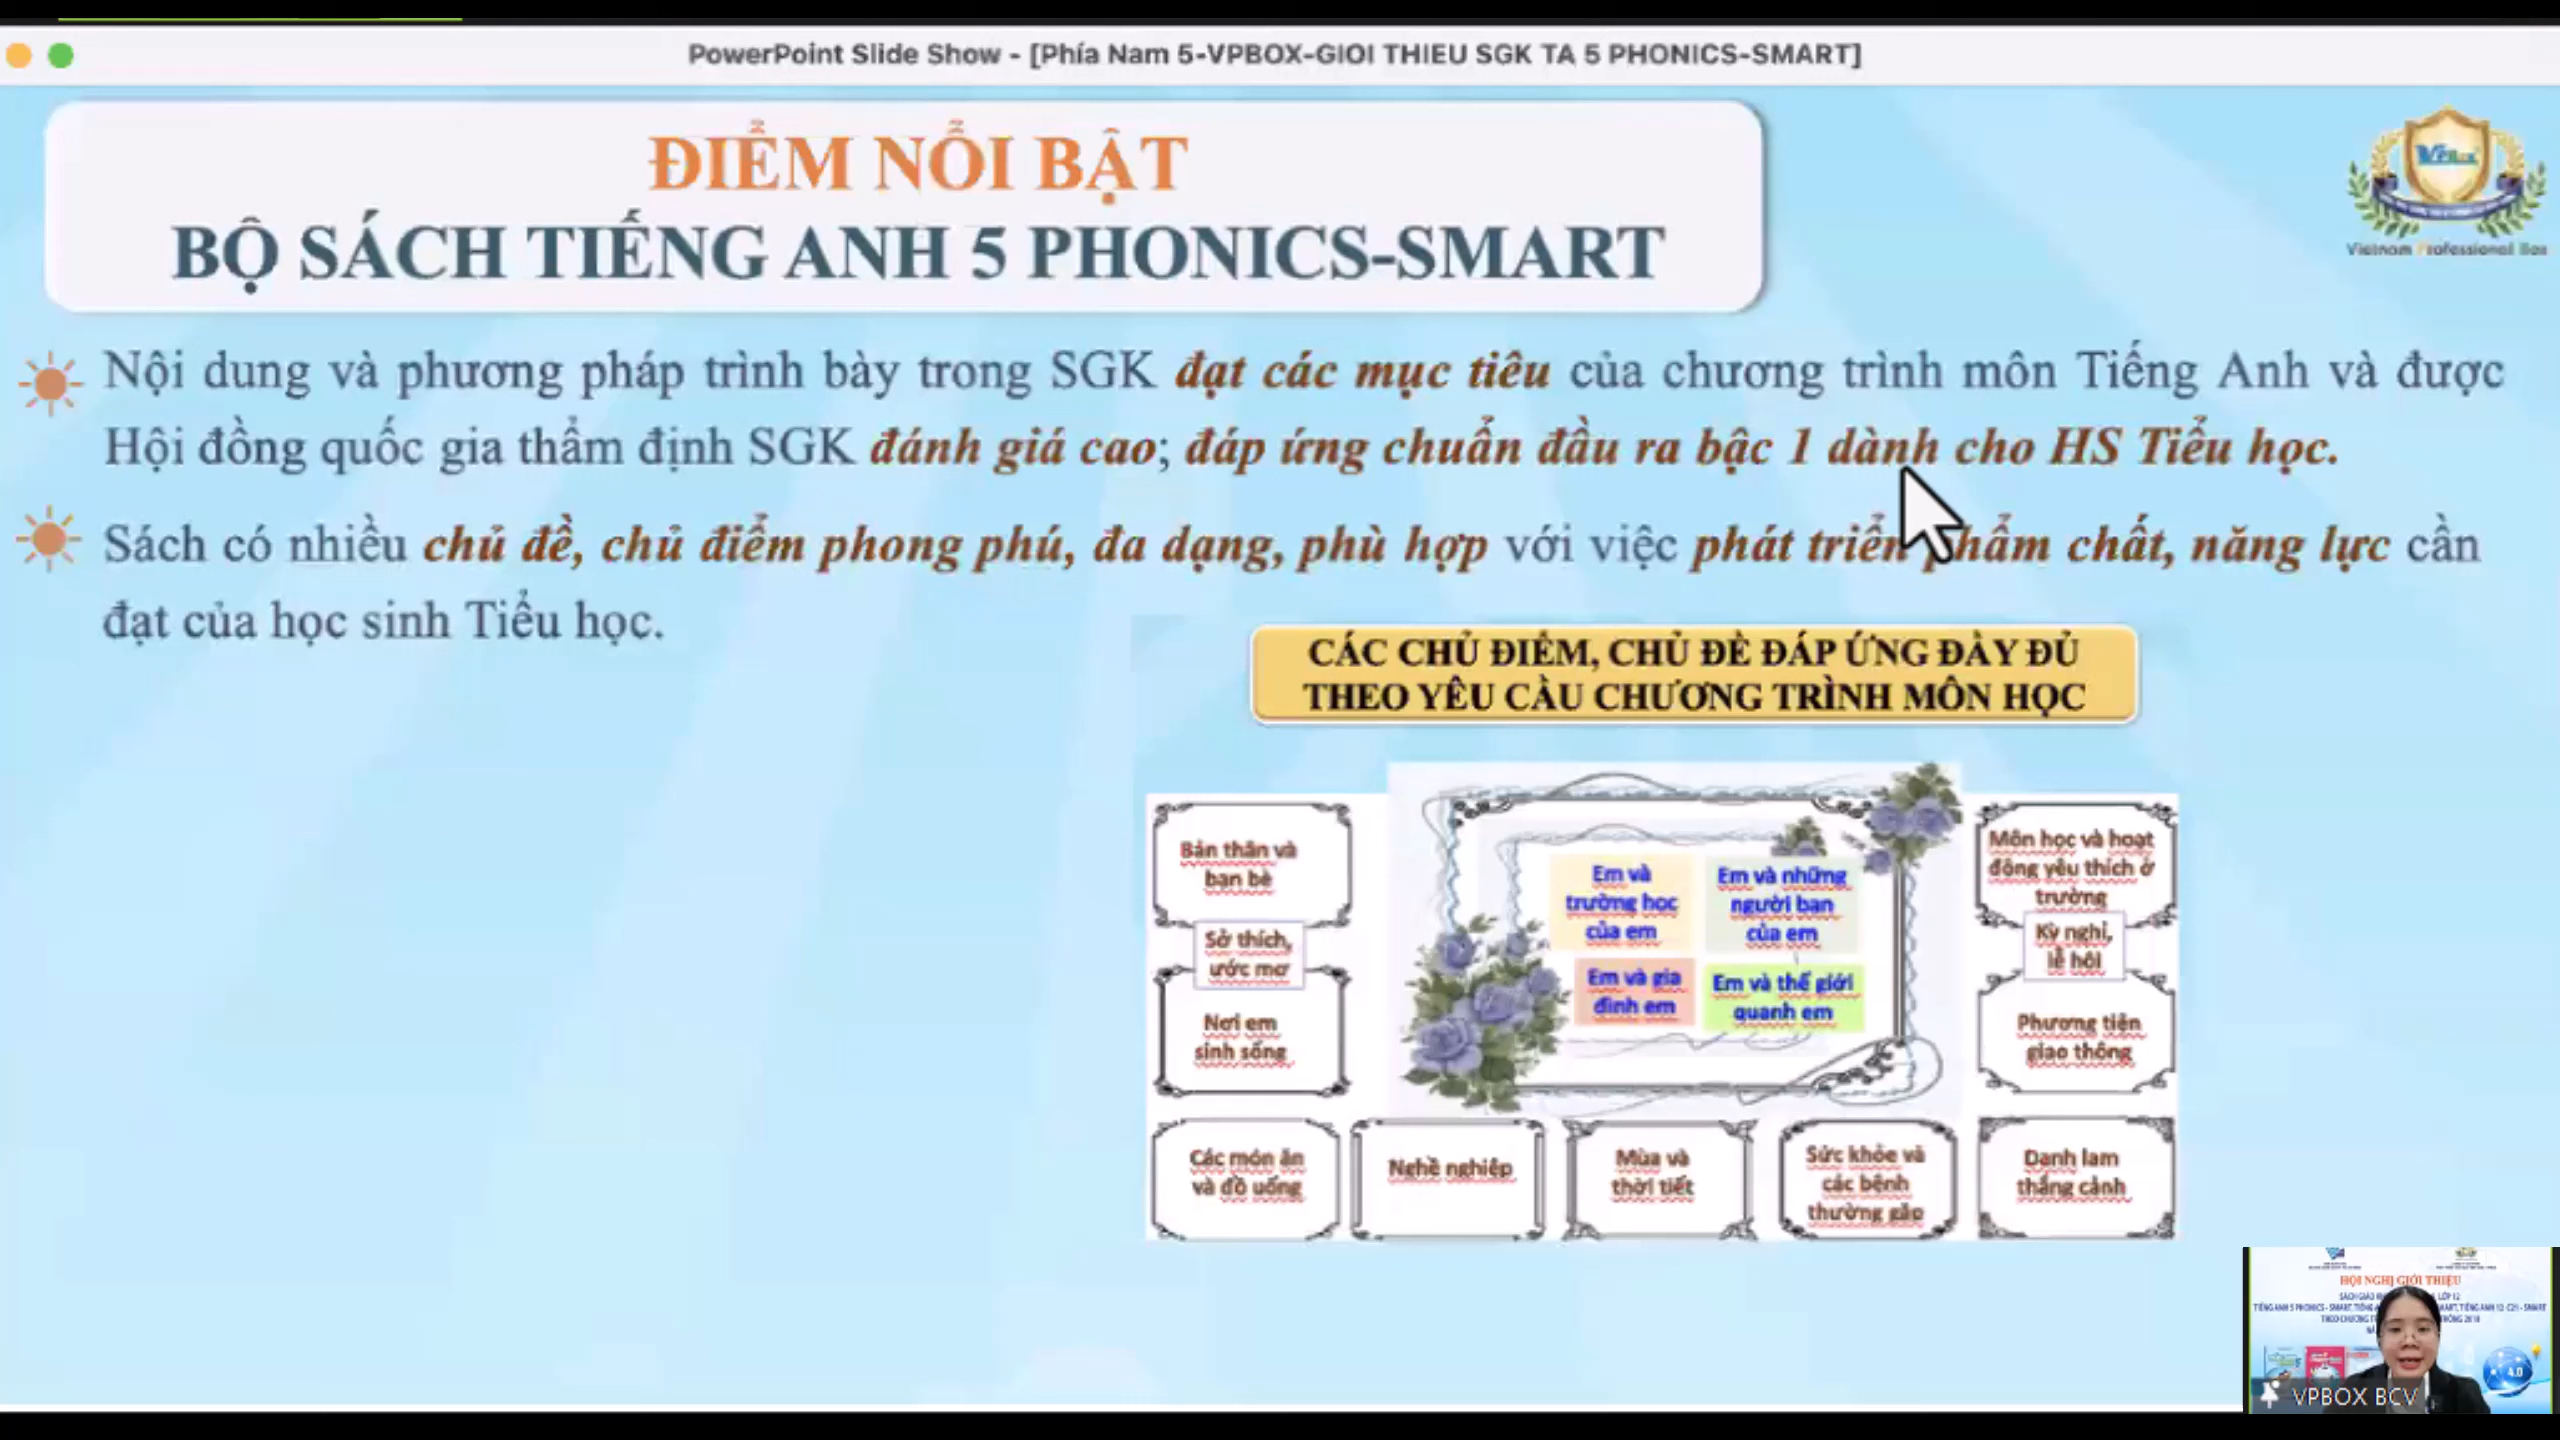 PowerPoint Slide Show - [Phía Nam 5-VPBOX-GIOI THIEU SGK TA 5 PHONICS-SMART]
ĐIỂM NỔI BẬT
BỘ SÁCH TIẾNG ANH 5 PHONICS-SMART
VPBox
Vietnam Professional Box
Nội dung và phương pháp trình bày trong SGK đạt các mục tiêu của chương trình môn Tiếng Anh và được
Hội đồng quốc gia thẩm định SGK đánh giá cao; đáp ứng chuẩn đầu ra bậc 1 dành cho HS Tiểu học.
Sách có nhiều chủ đề, chủ điểm phong phú, đa dạng, phù hợp với việc phát triển phẩm chất, năng lực cần
đạt của học sinh Tiểu học.
CÁC CHỦ ĐIỂM, CHỦ ĐỀ ĐÁP ỨNG ĐẦY ĐỦ
THEO YÊU CẦU CHƯƠNG TRÌNH MÔN HỌC
Bản thân và
bạn bè
Sở thích,
ước mơ
Nơi em
sinh sống
Em và
trường học
của em
Em và những
người bạn
của em
Em và gia
đình em
Em và thế giới
quanh em
Môn học và hoạt
động yêu thích ở
trường
Kỳ nghỉ,
lễ hội
Phương tiện
giao thông
Các món ăn
và đồ uống
Nghề nghiệp
Mùa và
thời tiết
Sức khỏe và
các bệnh
thường gặp
Danh lam
thắng cảnh
HỘI NGHỊ GIỚI THIỆU
4.0
VPBOX BCV